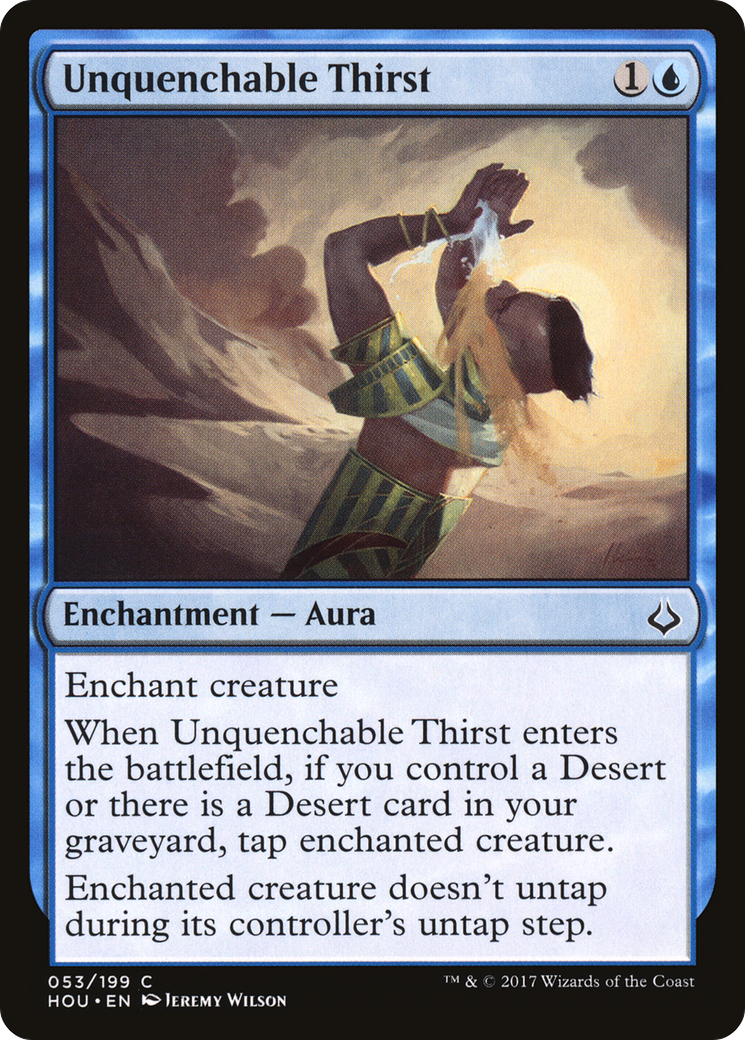 Unquenchable Thirst 1
Enchantment — Aura
Enchant creature
When Unquenchable Thirst enters
the battlefield, if you control a Desert
or there is a Desert card in your
graveyard, tap enchanted creature.
Enchanted creature doesn't untap
during its controller's untap step.
053/199 C
HOU • EN JEREMY WILSON
™ & © 2017 Wizards of the Coast